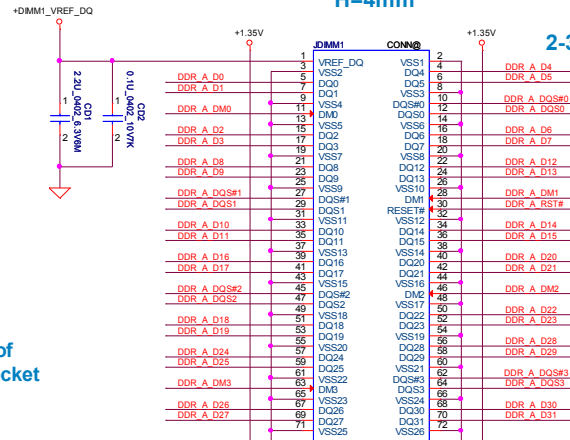 H=4mm
+DIMM1_VREF_DQ
+1.35V +1.35V
2-3
JDIMM1 CONN@
1 VREF_DQ VSS1 2
3 VSS2 DQ4 4 DDR_A_D4
DDR_A_D0 5 DQ0 DQ5 6 DDR_A_D5
DDR_A_D1 7 DQ1 VSS3 8
9 VSS4 DQS#0 10 DDR_A_DQS#0
DDR_A_DM0 11 DM0 DQS0 12 DDR_A_DQS0
13 VSS5 VSS6 14
DDR_A_D2 15 DQ2 DQ6 16 DDR_A_D6
DDR_A_D3 17 DQ3 DQ7 18 DDR_A_D7
19 VSS7 VSS8 20
DDR_A_D8 21 DQ8 DQ12 22 DDR_A_D12
DDR_A_D9 23 DQ9 DQ13 24 DDR_A_D13
25 VSS9 VSS10 26
DDR_A_DQS#1 27 DQS#1 DM1 28 DDR_A_DM1
DDR_A_DQS1 29 DQS1 RESET# 30 DDR_A_RST#
31 VSS11 VSS12 32
DDR_A_D10 33 DQ10 DQ14 34 DDR_A_D14
DDR_A_D11 35 DQ11 DQ15 36 DDR_A_D15
37 VSS13 VSS14 38
DDR_A_D16 39 DQ16 DQ20 40 DDR_A_D20
DDR_A_D17 41 DQ17 DQ21 42 DDR_A_D21
43 VSS15 VSS16 44
DDR_A_DQS#2 45 DQS#2 DM2 46 DDR_A_DM2
DDR_A_DQS2 47 DQS2 VSS17 48
49 VSS18 DQ22 50 DDR_A_D22
DDR_A_D18 51 DQ18 DQ23 52 DDR_A_D23
DDR_A_D19 53 DQ19 VSS19 54
55 VSS20 DQ28 56 DDR_A_D28
DDR_A_D24 57 DQ24 DQ29 58 DDR_A_D29
DDR_A_D25 59 DQ25 VSS21 60
61 VSS22 DQS#3 62 DDR_A_DQS#3
DDR_A_DM3 63 DM3 DQS3 64 DDR_A_DQS3
65 VSS23 VSS24 66
DDR_A_D26 67 DQ26 DQ30 68 DDR_A_D30
DDR_A_D27 69 DQ27 DQ31 70 DDR_A_D31
71 VSS25 VSS26 72
2.2U_0402_6.3V6M
1 CD1 2
0.1U_0402_10V7K
1 CD2 2
of
cket